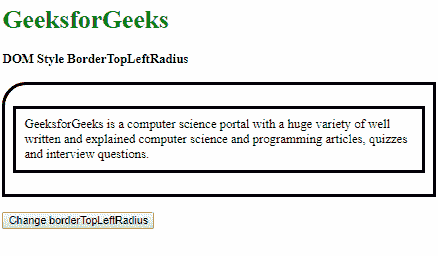 GeeksforGeeks
DOM Style BorderTopLeftRadius
GeeksforGeeks is a computer science portal with a huge variety of well
written and explained computer science and programming articles, quizzes
and interview questions.
Change borderTopLeftRadius